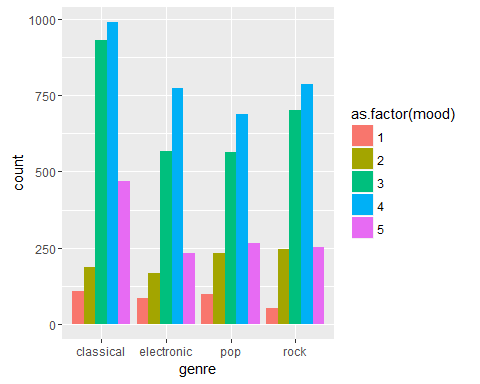 1000
750
500
250
0
count
classical electronic pop rock
genre
as.factor(mood)
1
2
3
4
5